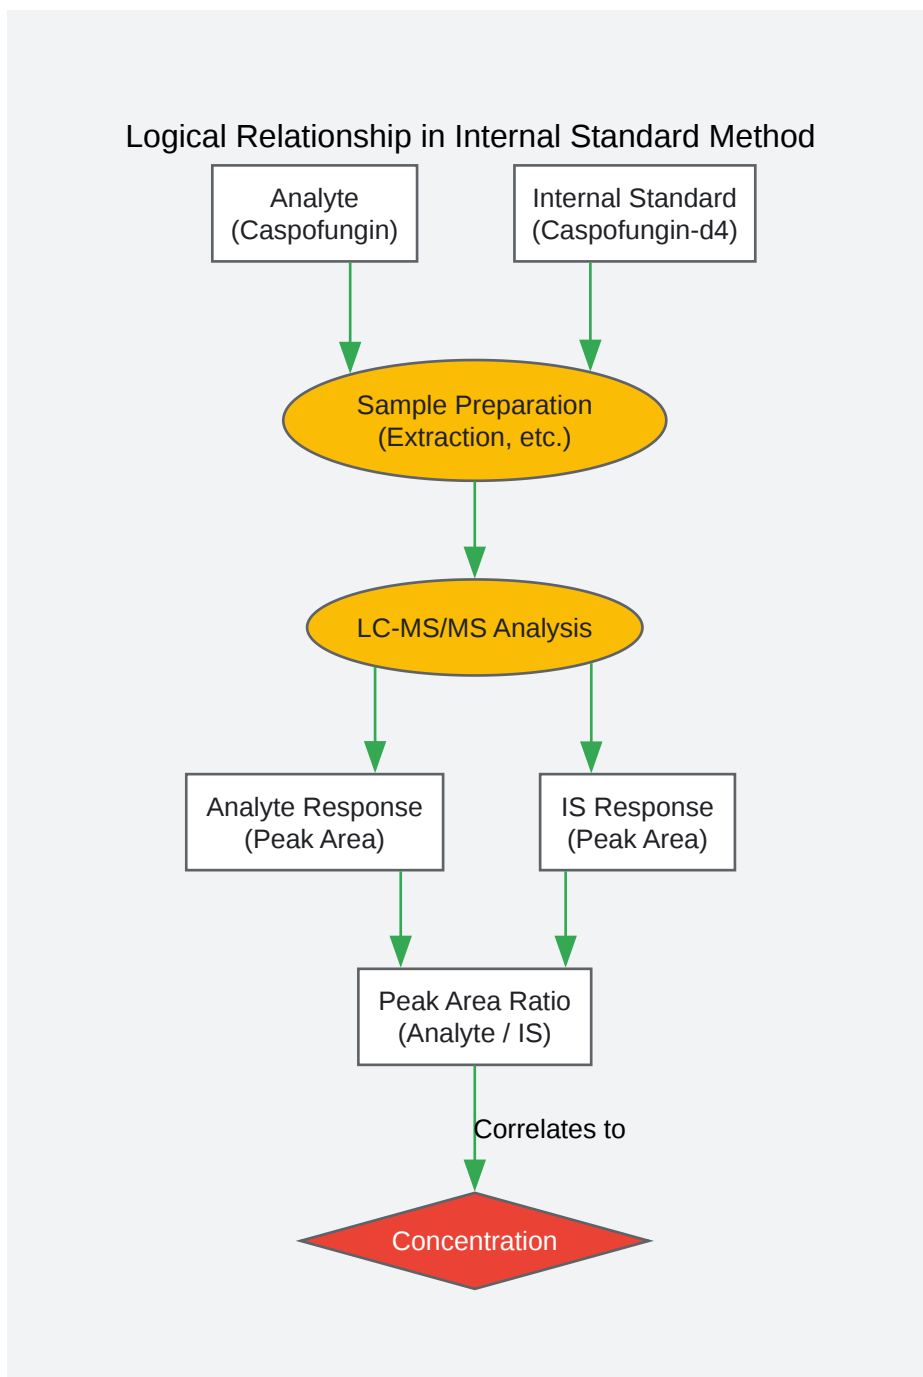 Logical Relationship in Internal Standard Method
Analyte
(Caspofungin)
Internal Standard
(Caspofungin-d4)
Sample Preparation
(Extraction, etc.)
LC-MS/MS Analysis
Analyte Response
(Peak Area)
IS Response
(Peak Area)
Peak Area Ratio
(Analyte / IS)
Correlates to
Concentration